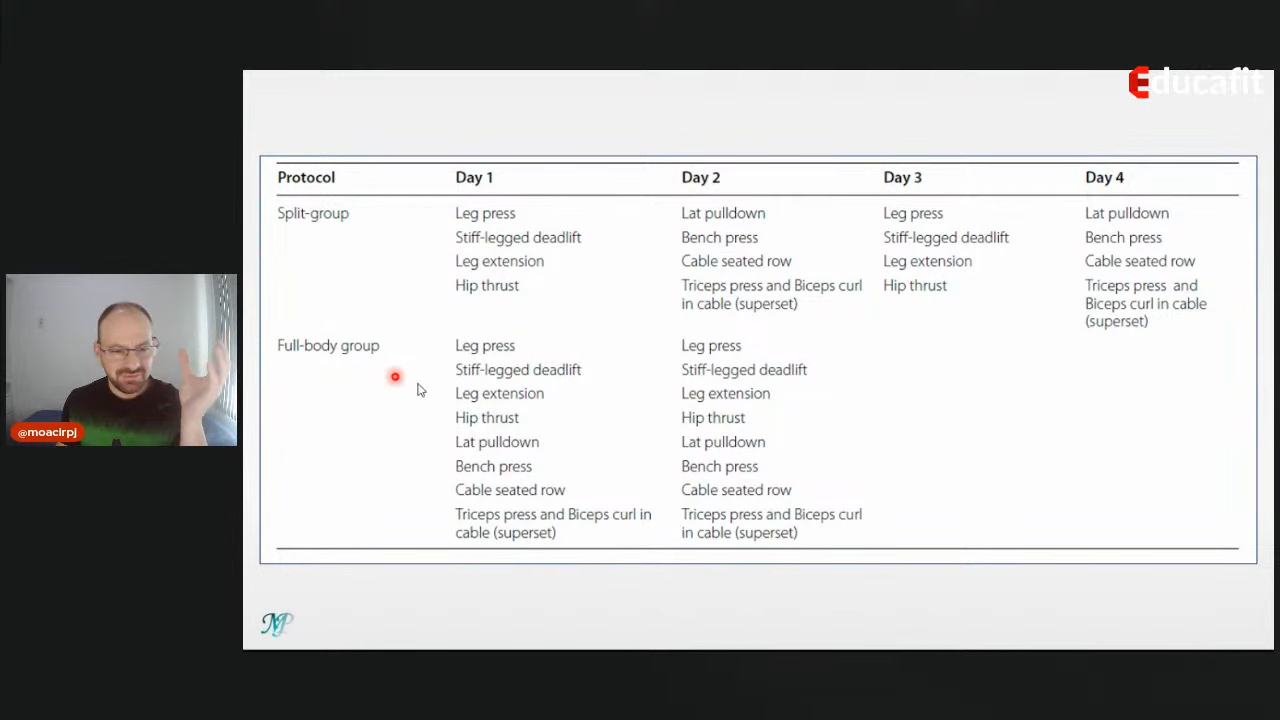 Educafit
Protocol Day 1 Day 2 Day 3 Day 4
Split-group Leg press Lat pulldown Leg press Lat pulldown
Stiff-legged deadlift Bench press Stiff-legged deadlift Bench press
Leg extension Cable seated row Leg extension Cable seated row
Hip thrust Triceps press and Biceps curl Hip thrust Triceps press and
in cable (superset) Biceps curl in cable
(superset)
Full-body group Leg press Leg press
Stiff-legged deadlift Stiff-legged deadlift
Leg extension Leg extension
Hip thrust Hip thrust
Lat pulldown Lat pulldown
Bench press Bench press
Cable seated row Cable seated row
Triceps press and Biceps curl in Triceps press and Biceps curl
cable (superset) in cable (superset)
@moacirpj
MP